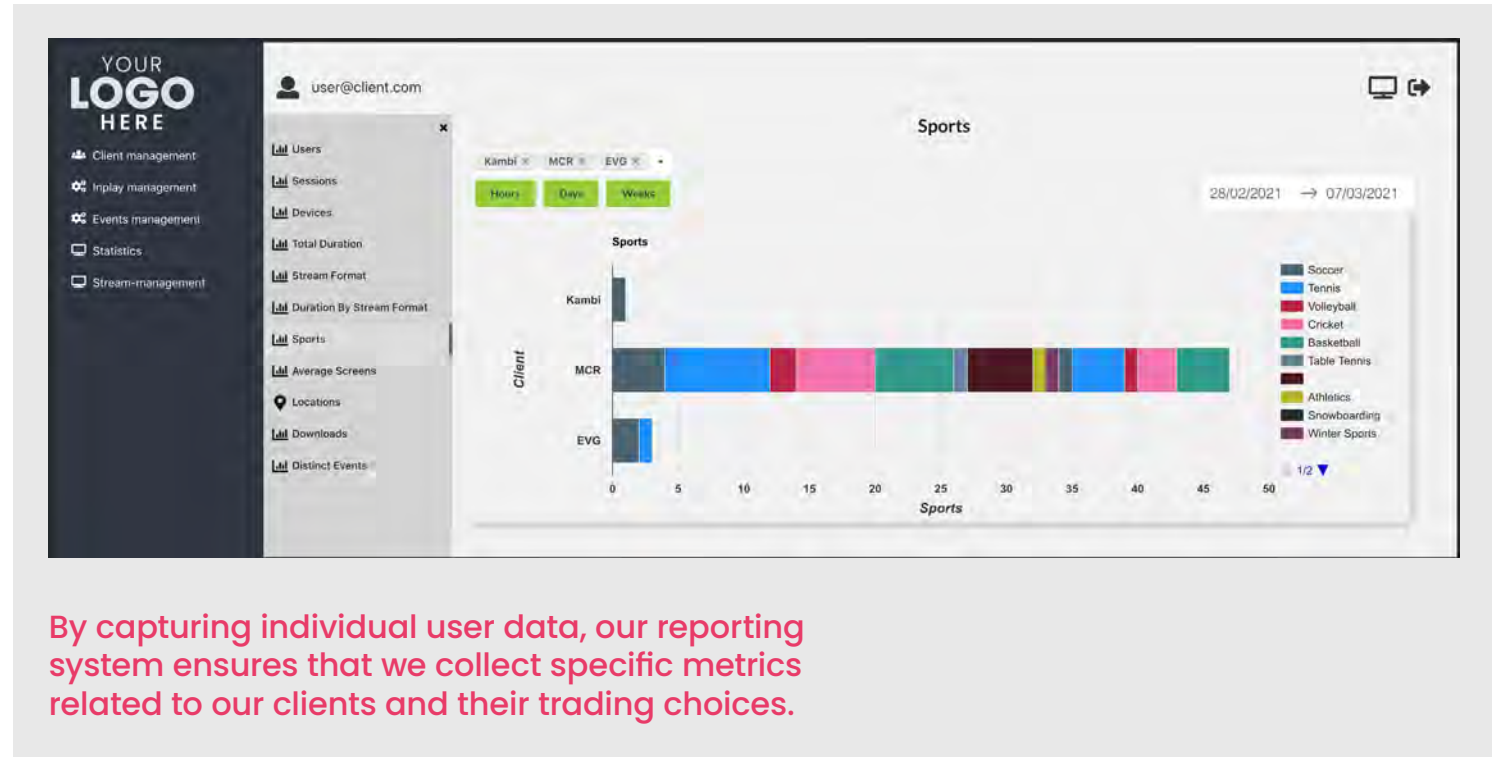 YOUR
LOGO
HERE
Client management
Inplay management
Events management
Statistics
Stream-management
user@client.com
Users
Sessions
Devices
Total Duration
Stream Format
Duration By Stream Format
Sports
Average Screens
Locations
Downloads
Distinct Events
Sports
Kambi × MCR × EVG ×
Hours Days Weeks
28/02/2021 → 07/03/2021
Sports
Client
Kambi
MCR
EVG
0 5 10 15 20 25 30 35 40 45 50
Sports
Soccer
Tennis
Volleyball
Cricket
Basketball
Table Tennis
Athletics
Snowboarding
Winter Sports
1/2
By capturing individual user data, our reporting
system ensures that we collect specific metrics
related to our clients and their trading choices.